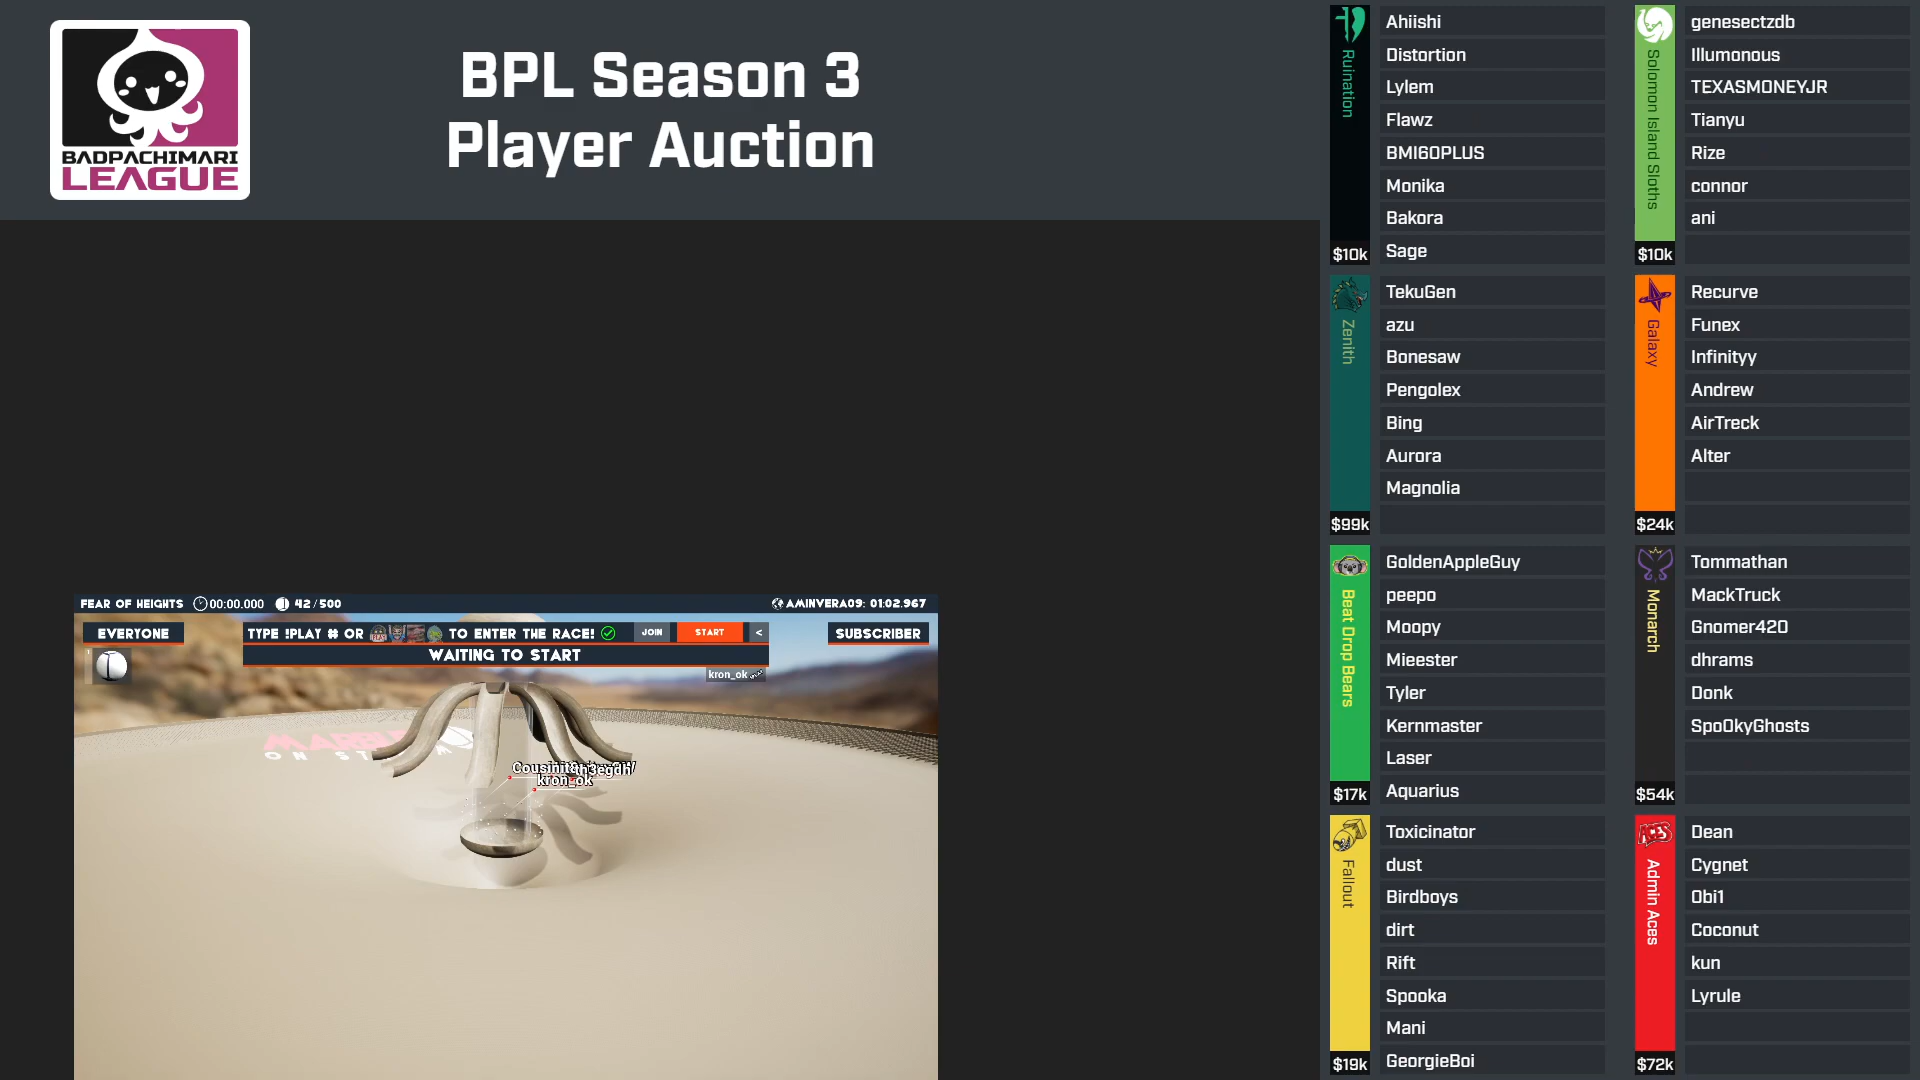 BADPACHIMARI
LEAGUE
BPL Season 3
Player Auction
FEAR OF HEIGHTS
00:00.000
42/500
AMINVERA09: 01:02.967
EVERYONE
TYPE !PLAY # OR
TO ENTER THE RACE!
JOIN
START
<
SUBSCRIBER
WAITING TO START
1
kron_ok
kron_ok
Ruination
$10k
Ahiishi
Distortion
Lylem
Flawz
BMI60PLUS
Monika
Bakora
Sage
Solomon Island Sloths
$10k
genesectzdb
Illumonous
TEXASMONEYJR
Tianyu
Rize
connor
ani
Zenith
$99k
TekuGen
azu
Bonesaw
Pengolex
Bing
Aurora
Magnolia
Galaxy
$24k
Recurve
Funex
Infinityy
Andrew
AirTreck
Alter
Beat Drop Bears
$17k
GoldenAppleGuy
peepo
Moopy
Mieester
Tyler
Kernmaster
Laser
Aquarius
Monarch
$54k
Tommathan
MackTruck
Gnomer420
dhrams
Donk
SpoOkyGhosts
Fallout
$19k
Toxicinator
dust
Birdboys
dirt
Rift
Spooka
Mani
GeorgieBoi
ACES
Admin Aces
$72k
Dean
Cygnet
Obi1
Coconut
kun
Lyrule